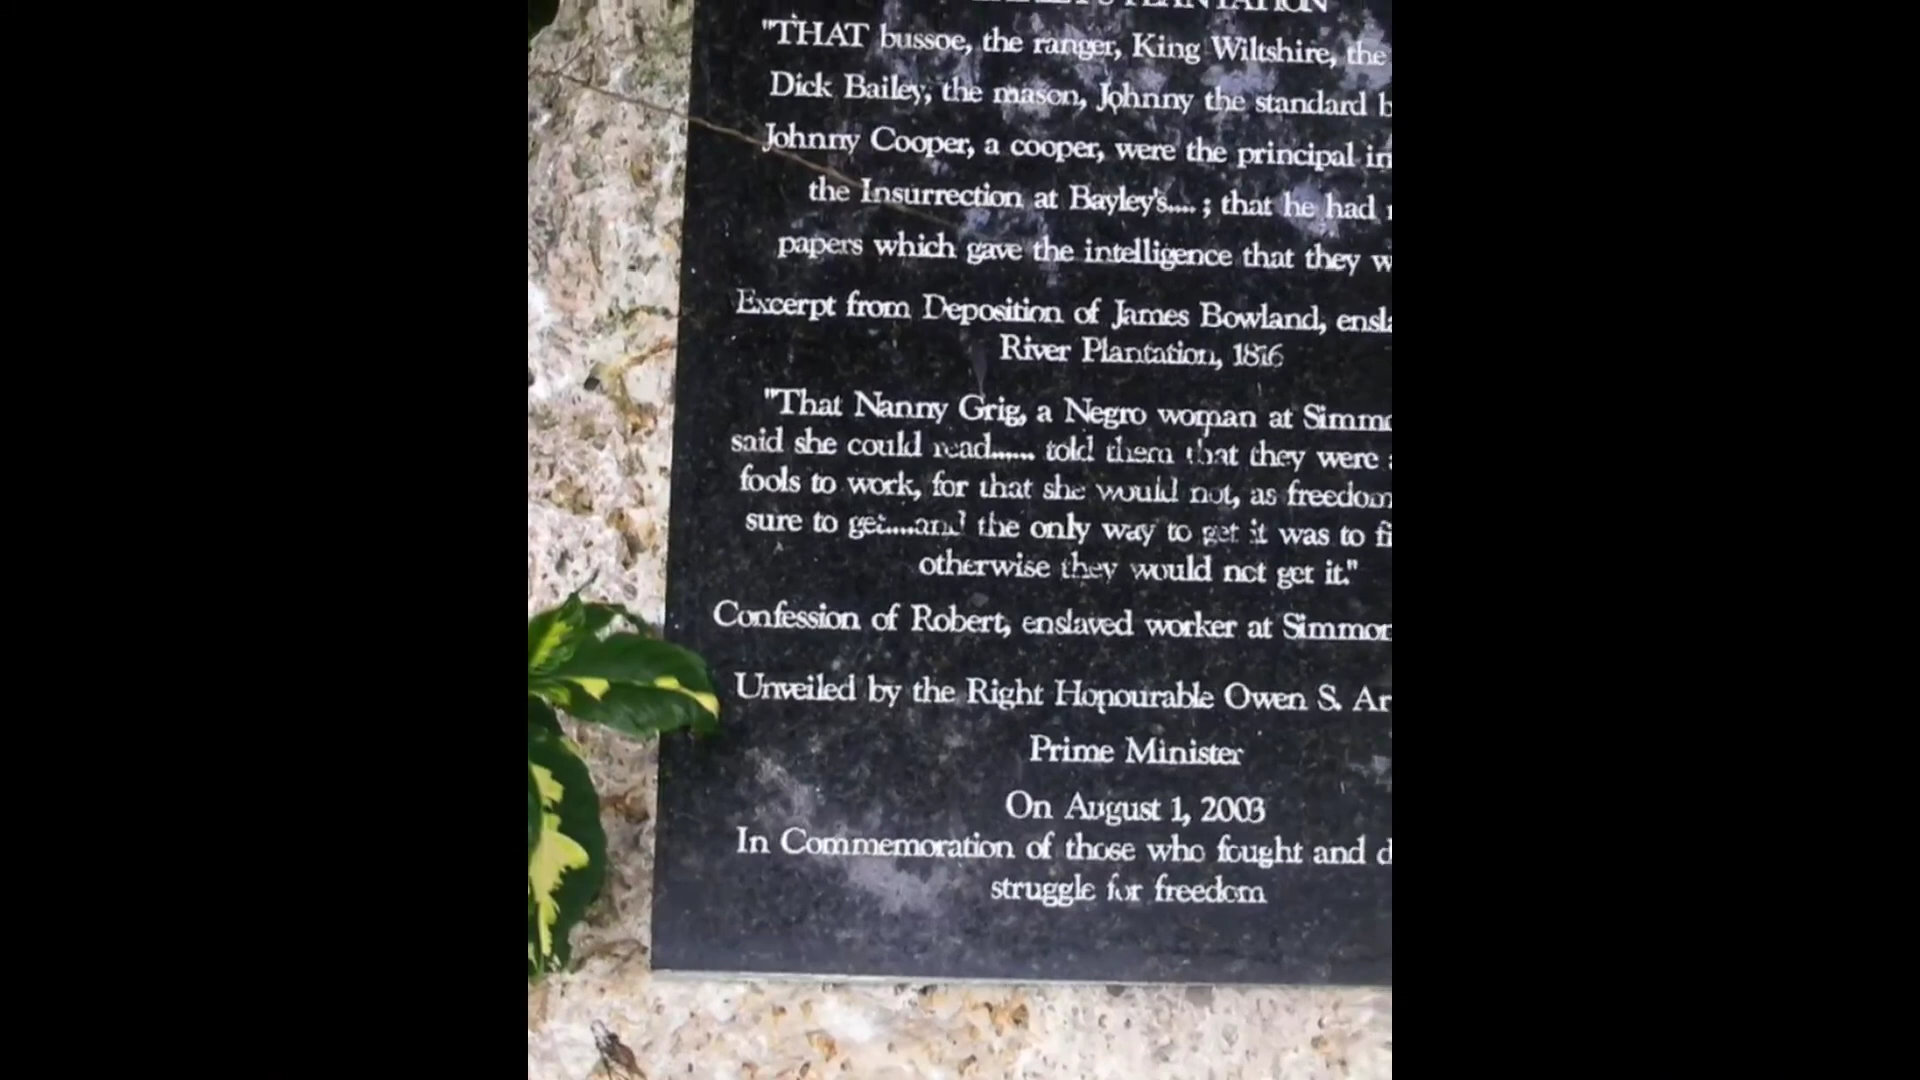 PLANTATION
"THAT bussoe, the ranger, King Wiltshire, the
Dick Bailey, the mason, Johnny the standard
Johnny Cooper, a cooper, were the principal
the Insurrection at Bayley's.... ; that he had
papers which gave the intelligence that they
Excerpt from Deposition of James Bowland,
River Plantation, 1816
"That Nanny Grig, a Negro woman at
said she could read...... told them that they were
fools to work, for that she would not, as freedom
sure to get....and the only way to get it was to
otherwise they would not get it."
Confession of Robert, enslaved worker at
Unveiled by the Right Honourable Owen S.
Prime Minister
On August 1, 2003
In Commemoration of those who fought and
struggle for freedom